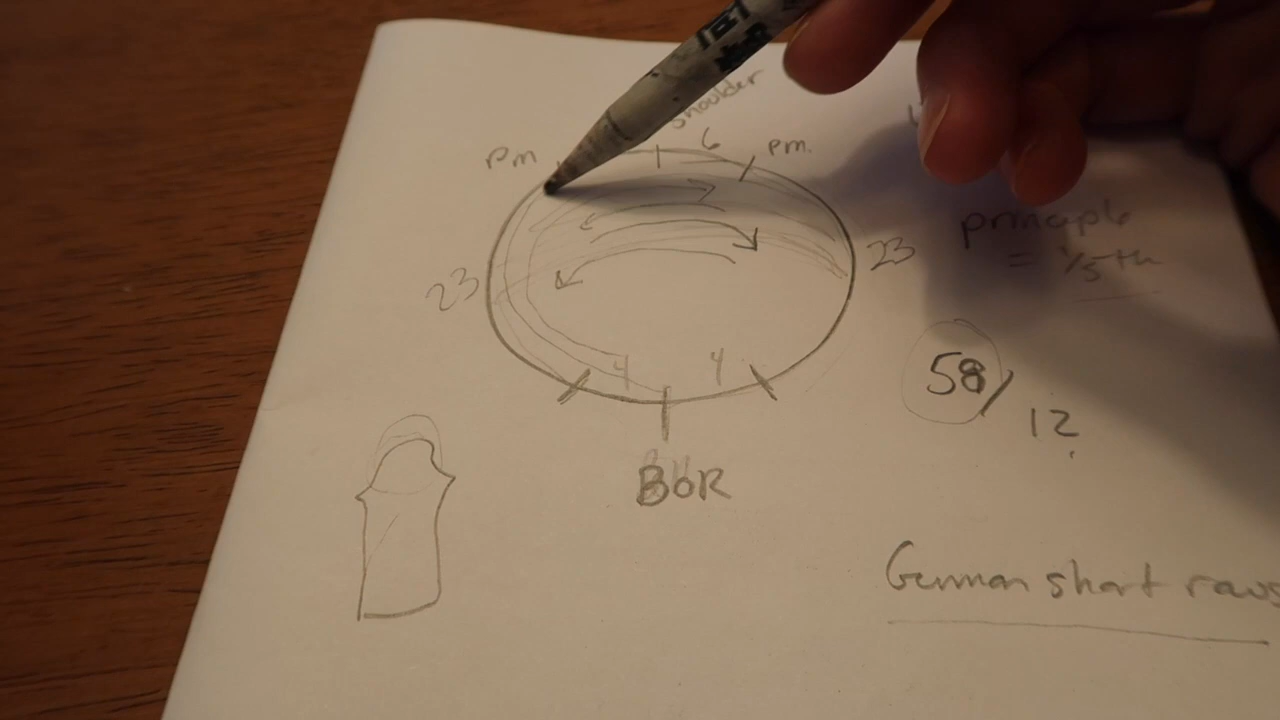 shoulder
Pm 6 pm.
principle
= 1/5th
23 23
4 4
58/12
BOR
German short rows